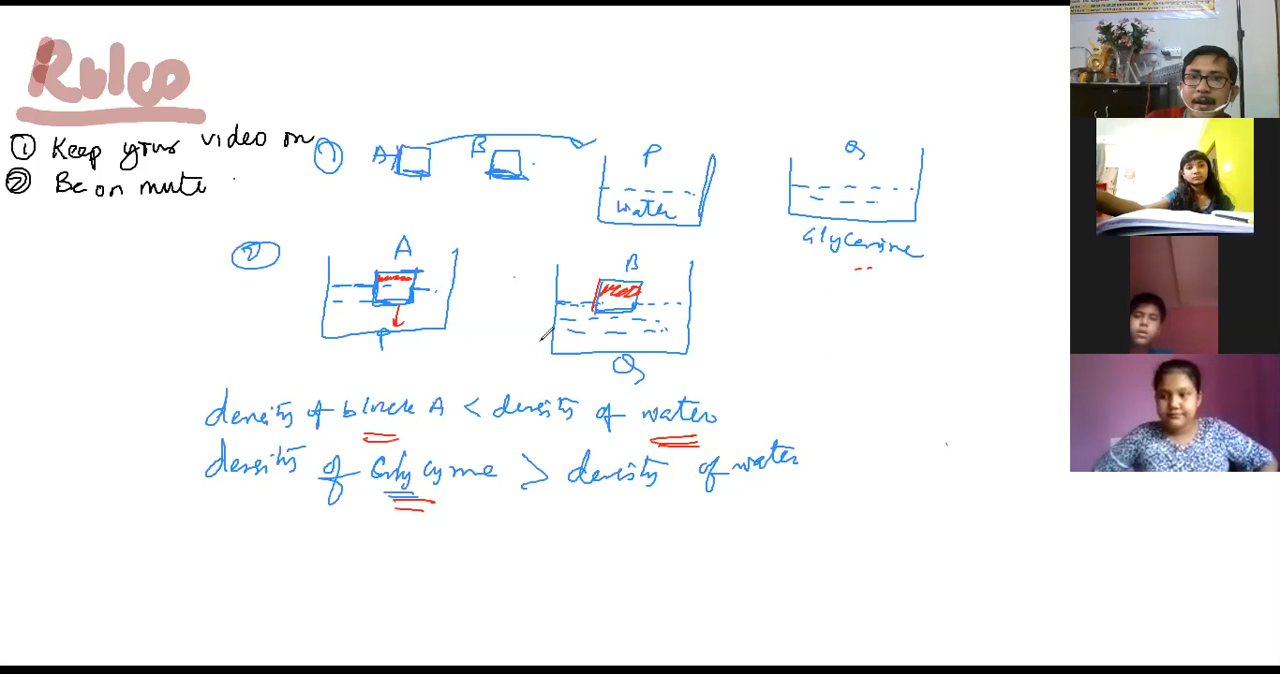 Rules
① Keep your video on
② Be on mute
① A B P
water
Q
Glycerine
② A
P
B
Q
density of block A < density of water
density of Glycyrine > density of water